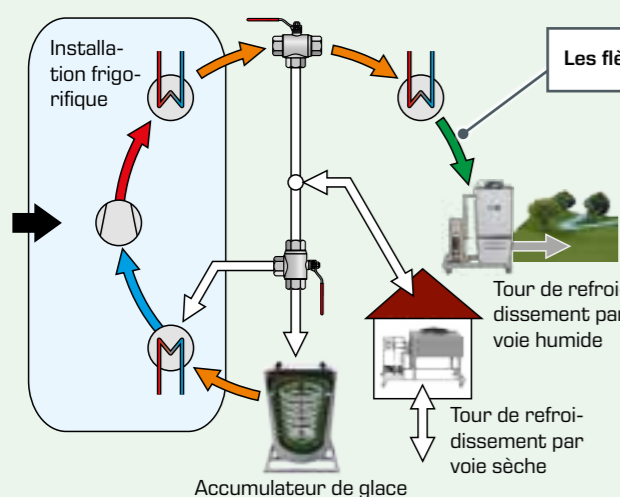 Installa-
tion frigo-
rifique
Les
Tour de refroi-
dissement par
voie humide
Tour de refroi-
dissement par
voie sèche
Accumulateur de glace